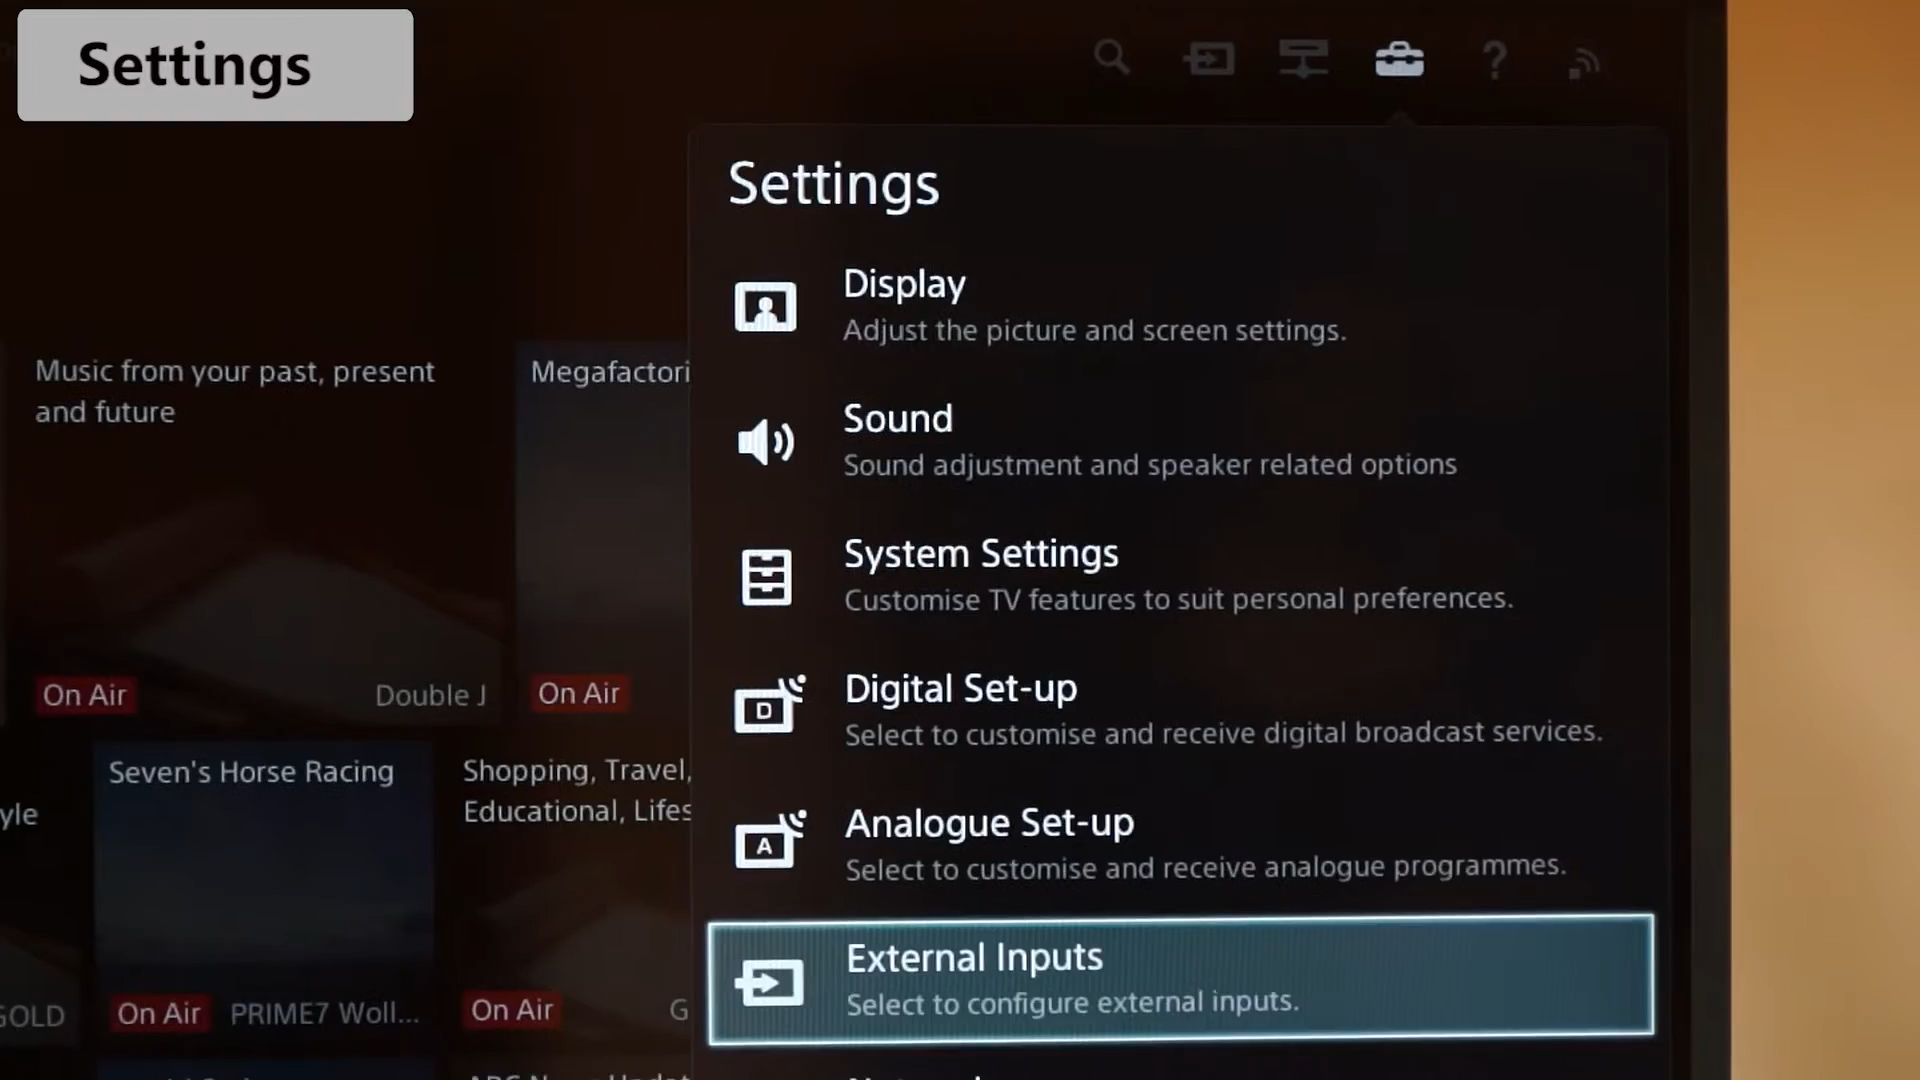 Settings
Settings
Display
Adjust the picture and screen settings.
Sound
Sound adjustment and speaker related options
System Settings
Customise TV features to suit personal preferences.
D
Digital Set-up
Select to customise and receive digital broadcast services.
A
Analogue Set-up
Select to customise and receive analogue programmes.
External Inputs
Select to configure external inputs.
Music from your past, present
and future
On Air
Double J
Megafactori
On Air
yle
GOLD
Seven's Horse Racing
On Air PRIME7 Woll...
Shopping, Travel,
Educational, Lifes
On Air
G